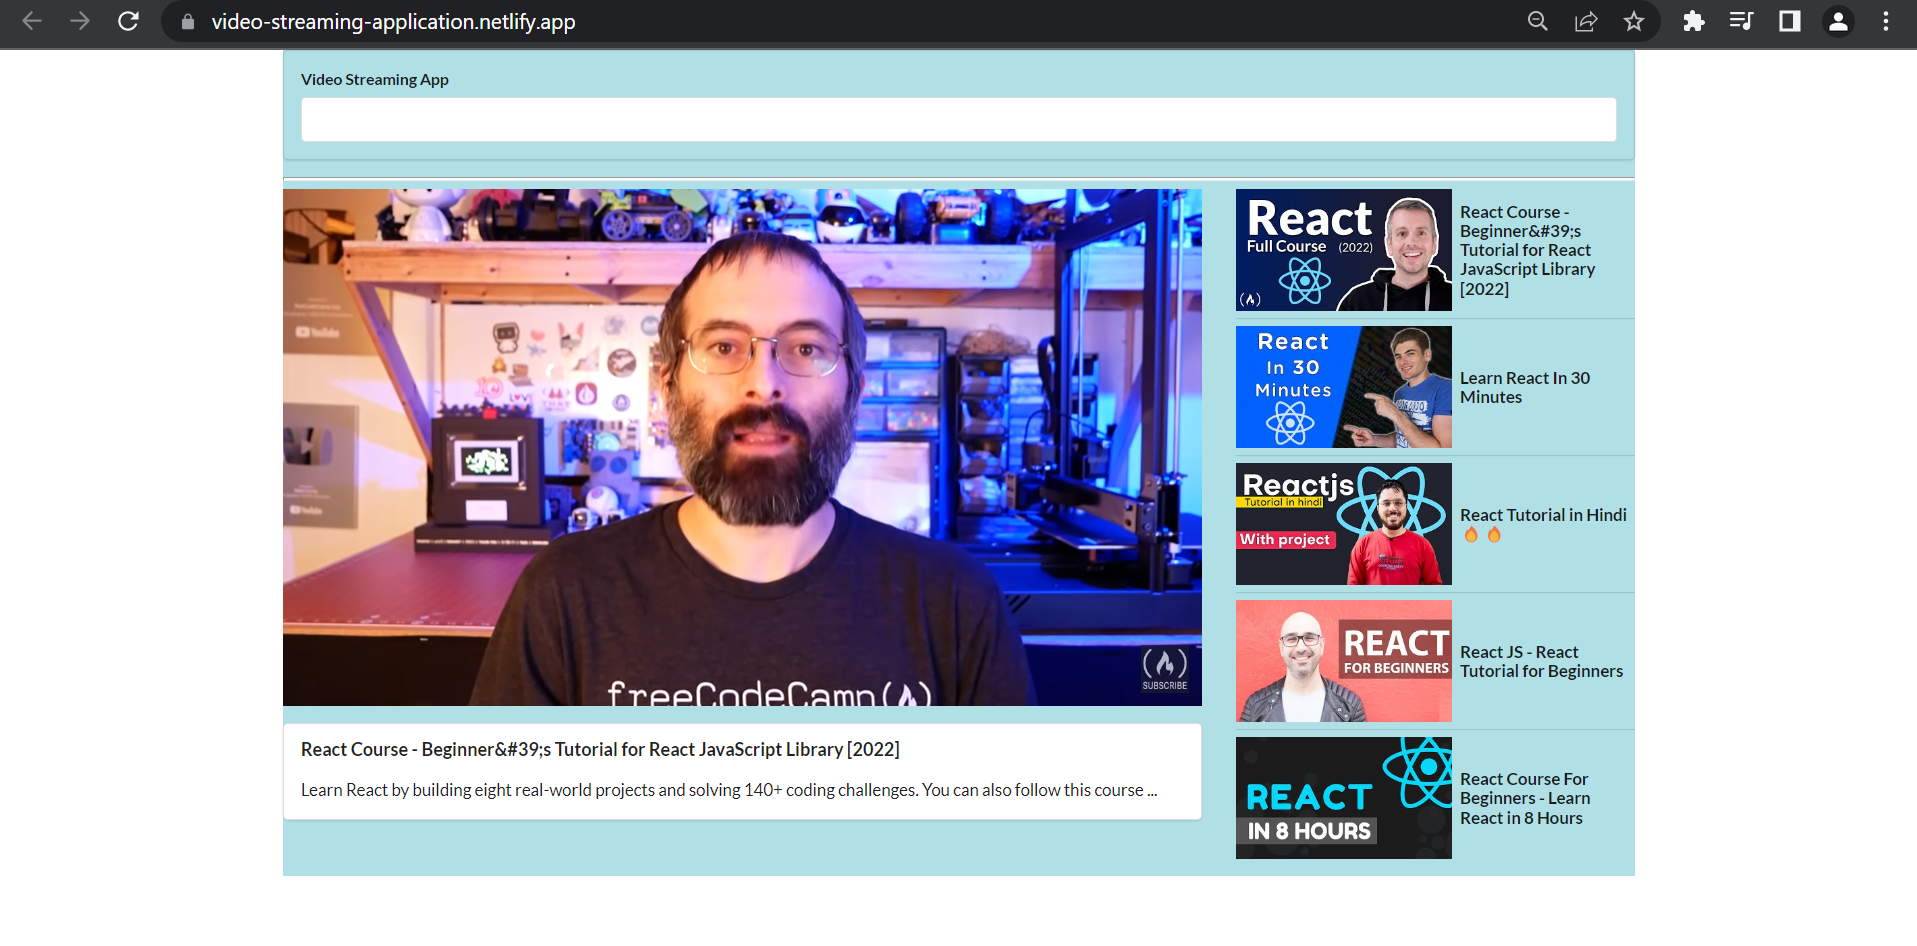 video-streaming-application.netlify.app
Video Streaming App
YouTube
YouTube
freeCodeCamp(
SUBSCRIBE
React Course - Beginner&#39;s Tutorial for React JavaScript Library [2022]
Learn React by building eight real-world projects and solving 140+ coding challenges. You can also follow this course ...
React
Full Course (2022)
React Course -
Beginner&#39;s
Tutorial for React
JavaScript Library
[2022]
React
In 30
Minutes
Learn React In 30
Minutes
Reactjs
Tutorial in hindi
With project
React Tutorial in Hindi
🔥 🔥
REACT
FOR BEGINNERS
React JS - React
Tutorial for Beginners
REACT
IN 8 HOURS
React Course For
Beginners - Learn
React in 8 Hours